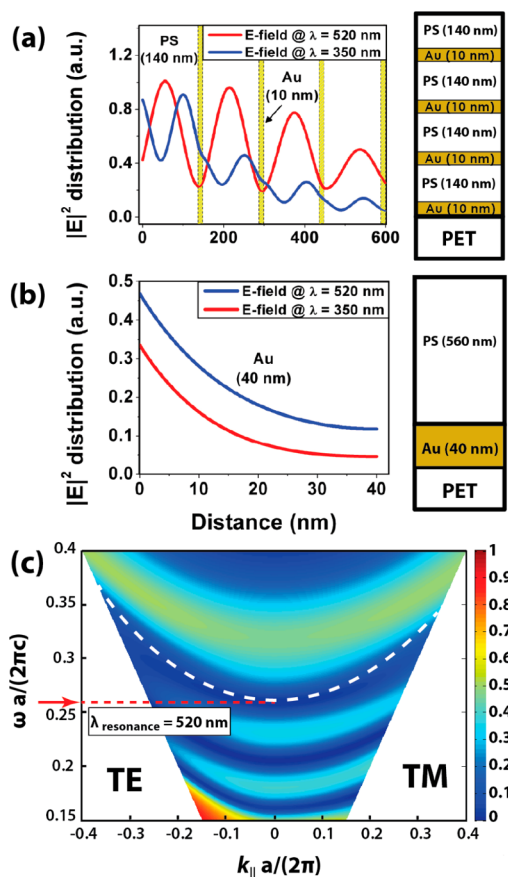 (a)
|E|² distribution (a.u.)
1.2
0.8
0.4
0.0
0
200
400
600
E-field @ λ = 520 nm
E-field @ λ = 350 nm
PS
(140 nm)
Au
(10 nm)
PS (140 nm)
Au (10 nm)
PS (140 nm)
Au (10 nm)
PS (140 nm)
Au (10 nm)
PS (140 nm)
Au (10 nm)
PET
(b)
|E|² distribution (a.u.)
0.5
0.4
0.3
0.2
0.1
0.0
0
10
20
30
40
Distance (nm)
E-field @ λ = 520 nm
E-field @ λ = 350 nm
Au
(40 nm)
PS (560 nm)
Au (40 nm)
PET
(c)
ω a/(2πc)
0.4
0.35
0.3
0.25
0.2
0.15
λ resonance = 520 nm
TE
TM
-0.4
-0.3
-0.2
-0.1
0
0.1
0.2
0.3
0.4
k|| a/(2π)
1
0.9
0.8
0.7
0.6
0.5
0.4
0.3
0.2
0.1
0